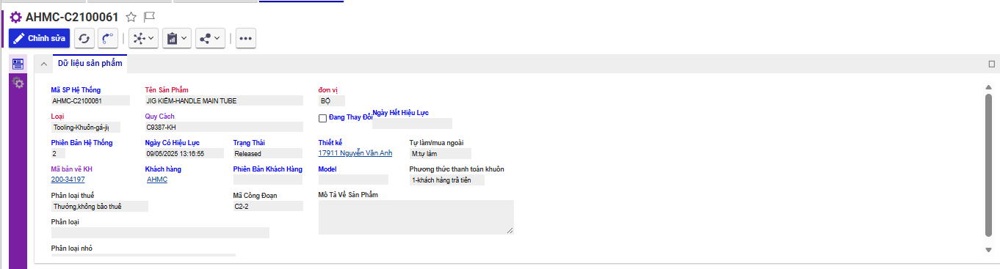 AHMC-C2100061
Chỉnh sửa
Dữ liệu sản phẩm
Mã SP Hệ Thống Tên Sản Phẩm đơn vị
AHMC-C2100061 JIG KIỂM-HANDLE MAIN TUBE BỘ
Loại Quy Cách Đang Thay Đổi Ngày Hết Hiệu Lực
Tooling-Khuôn-gá-jig C9387-KH
Phiên Bản Hệ Thống Ngày Có Hiệu Lực Trạng Thái Thiết kế Tự làm/mua ngoài
2 09/05/2025 13:16:55 Released 17911 Nguyễn Văn Anh M:tự làm
Mã bản vẽ KH Khách hàng Phiên Bản Khách Hàng Model Phương thức thanh toán khuôn
200-34197 AHMC 1-khách hàng trả tiền
Phân loại thuế Mã Công Đoạn Mô Tả Về Sản Phẩm
Thường,không bảo thuế C2-2
Phân loại
Phân loại nhỏ